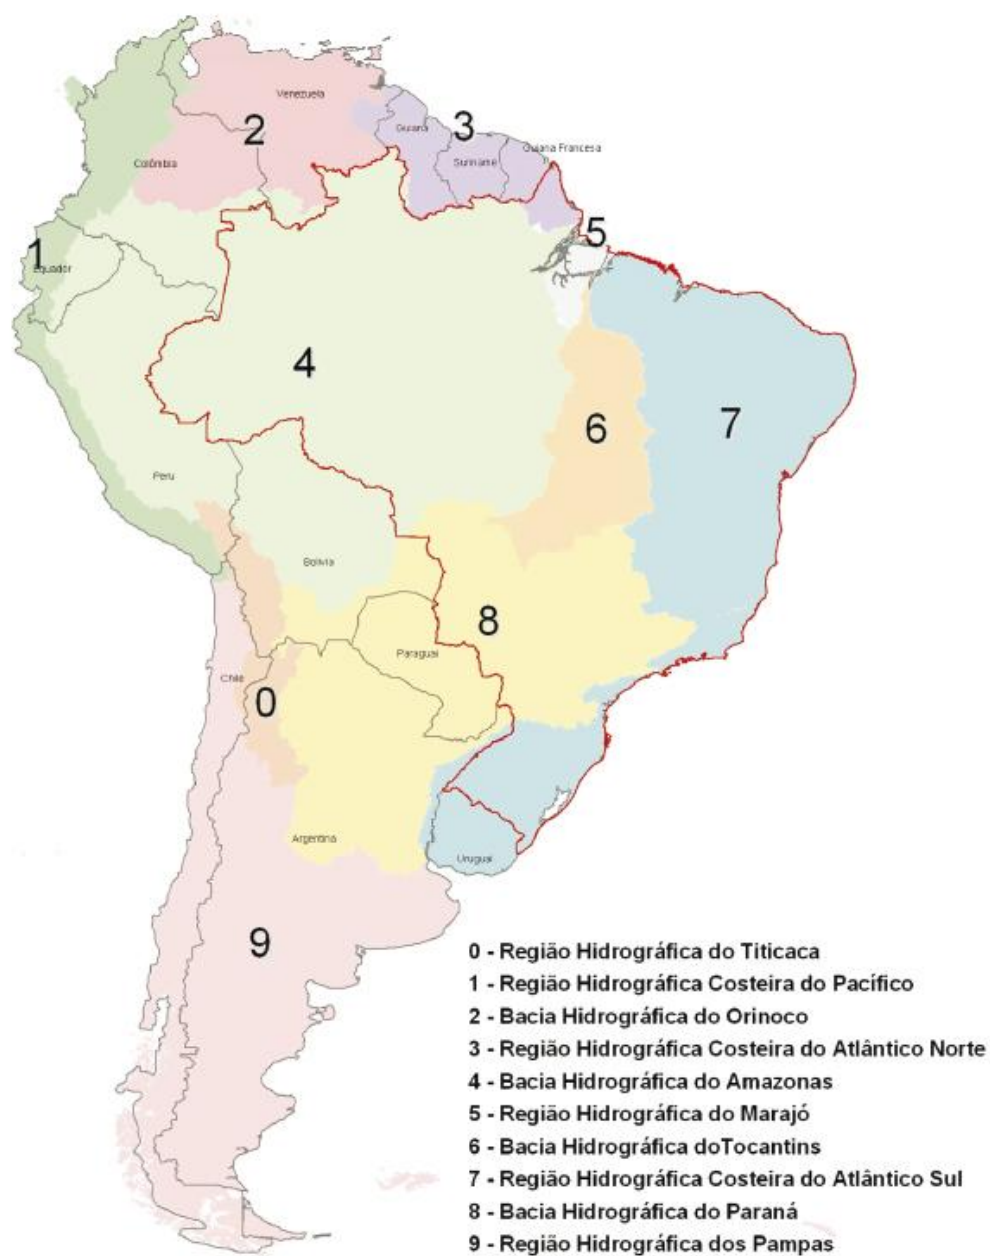 Venezuela
2
3
Guiana
Guiana Francesa
Colômbia
Suriname
5
1
Equador
4
7
6
Peru
Bolívia
8
Paraguai
Chile
0
Argentina
Uruguai
9
0 - Região Hidrográfica do Titicaca
1 - Região Hidrográfica Costeira do Pacífico
2 - Bacia Hidrográfica do Orinoco
3 - Região Hidrográfica Costeira do Atlântico Norte
4 - Bacia Hidrográfica do Amazonas
5 - Região Hidrográfica do Marajó
6 - Bacia Hidrográfica doTocantins
7 - Região Hidrográfica Costeira do Atlântico Sul
8 - Bacia Hidrográfica do Paraná
9 - Região Hidrográfica dos Pampas